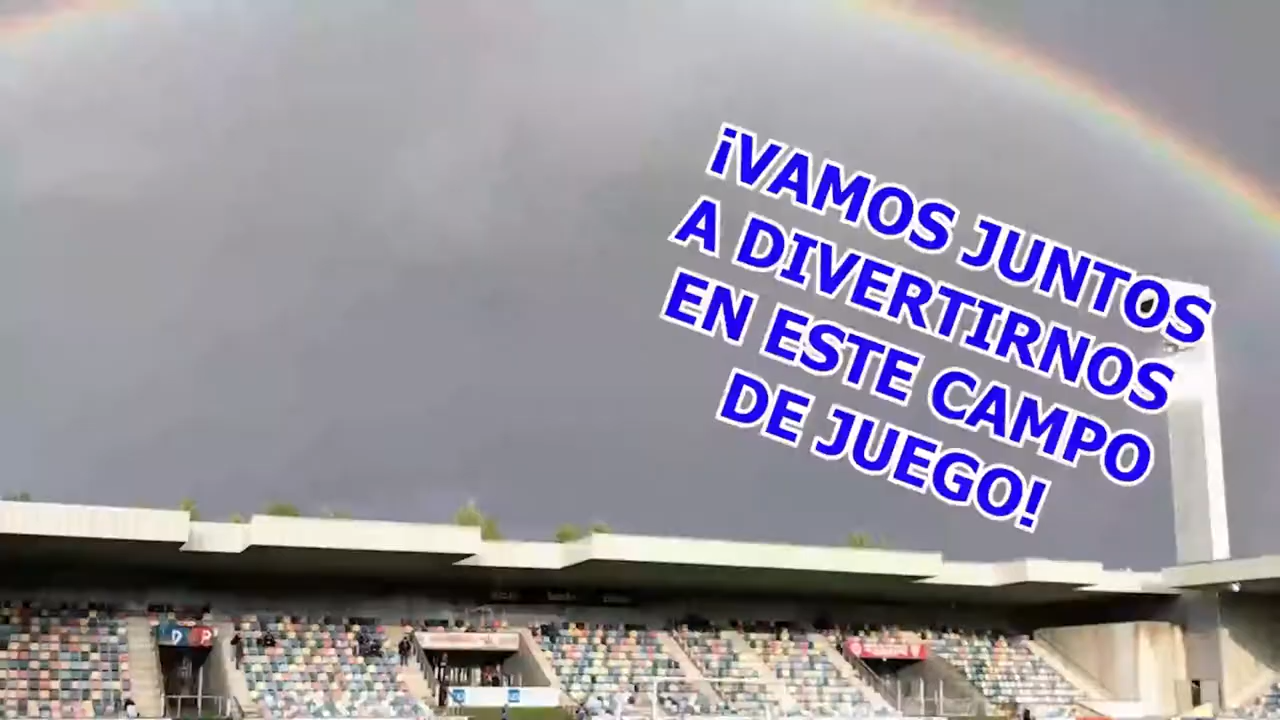 ¡VAMOS JUNTOS
A DIVERTIRNOS
EN ESTE CAMPO
DE JUEGO!
D
P